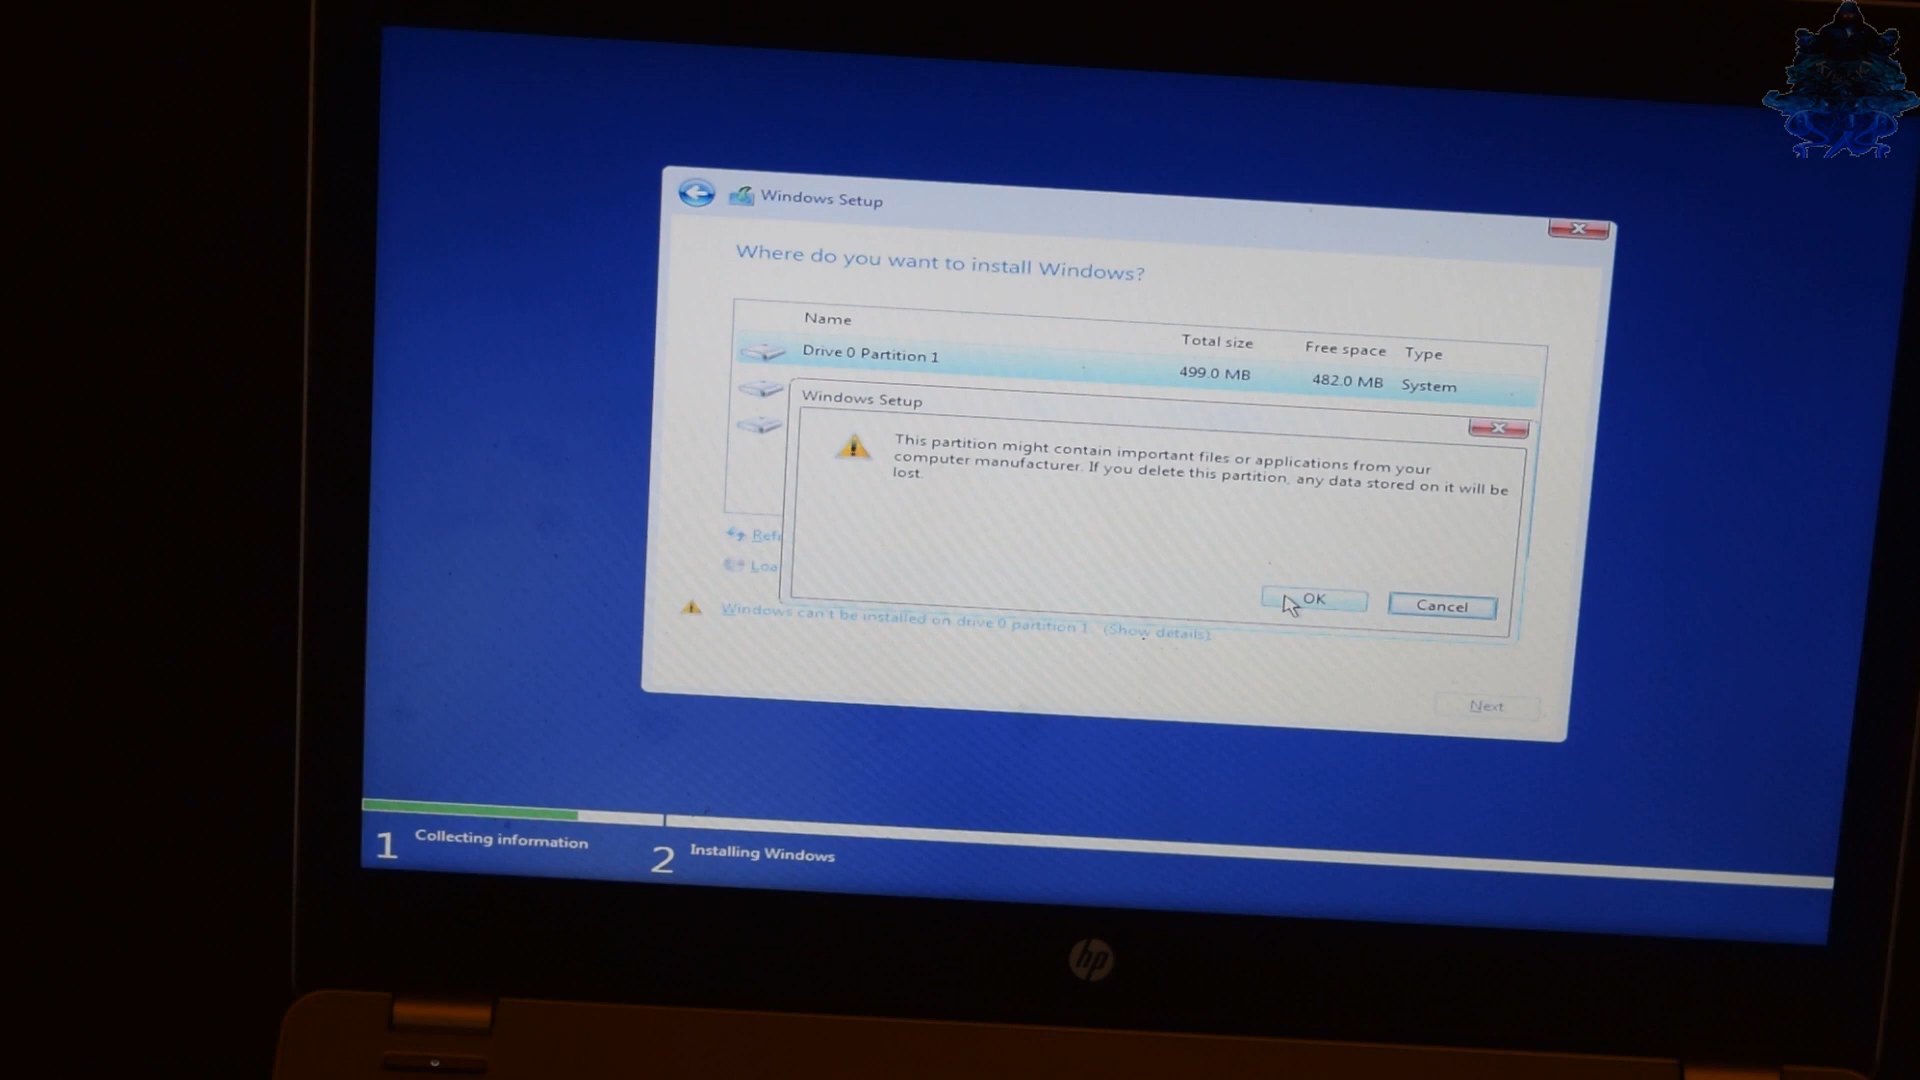 Windows Setup
Where do you want to install Windows?
Name Total size Free space Type
Drive 0 Partition 1 499.0 MB 482.0 MB System
Windows Setup
This partition might contain important files or applications from your
computer manufacturer. If you delete this partition, any data stored on it will be
lost.
Refr
Loa
OK Cancel
Windows can't be installed on drive 0 partition 1. (Show details)
Next
1 Collecting information 2 Installing Windows
hp